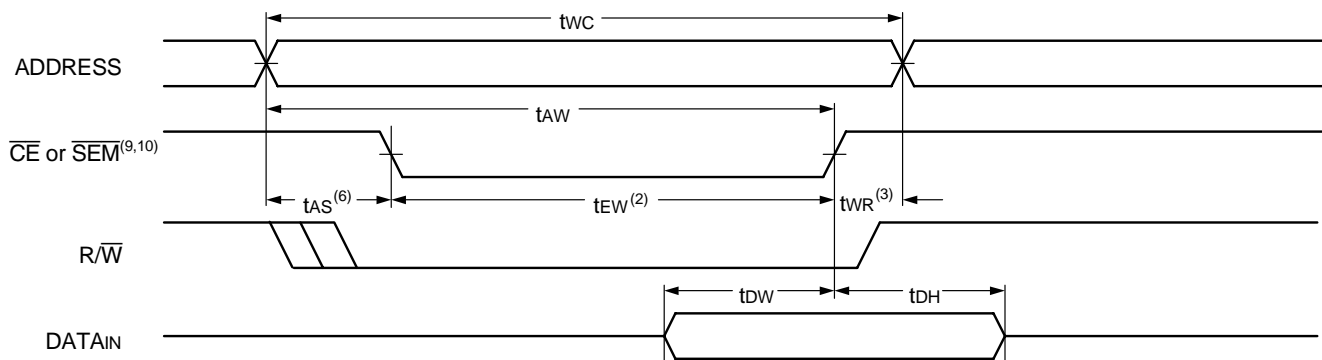 tWC
ADDRESS
tAW
CE or SEM(9,10)
tAS(6)
tEW(2)
tWR(3)
R/W
tDW
tDH
DATAIN